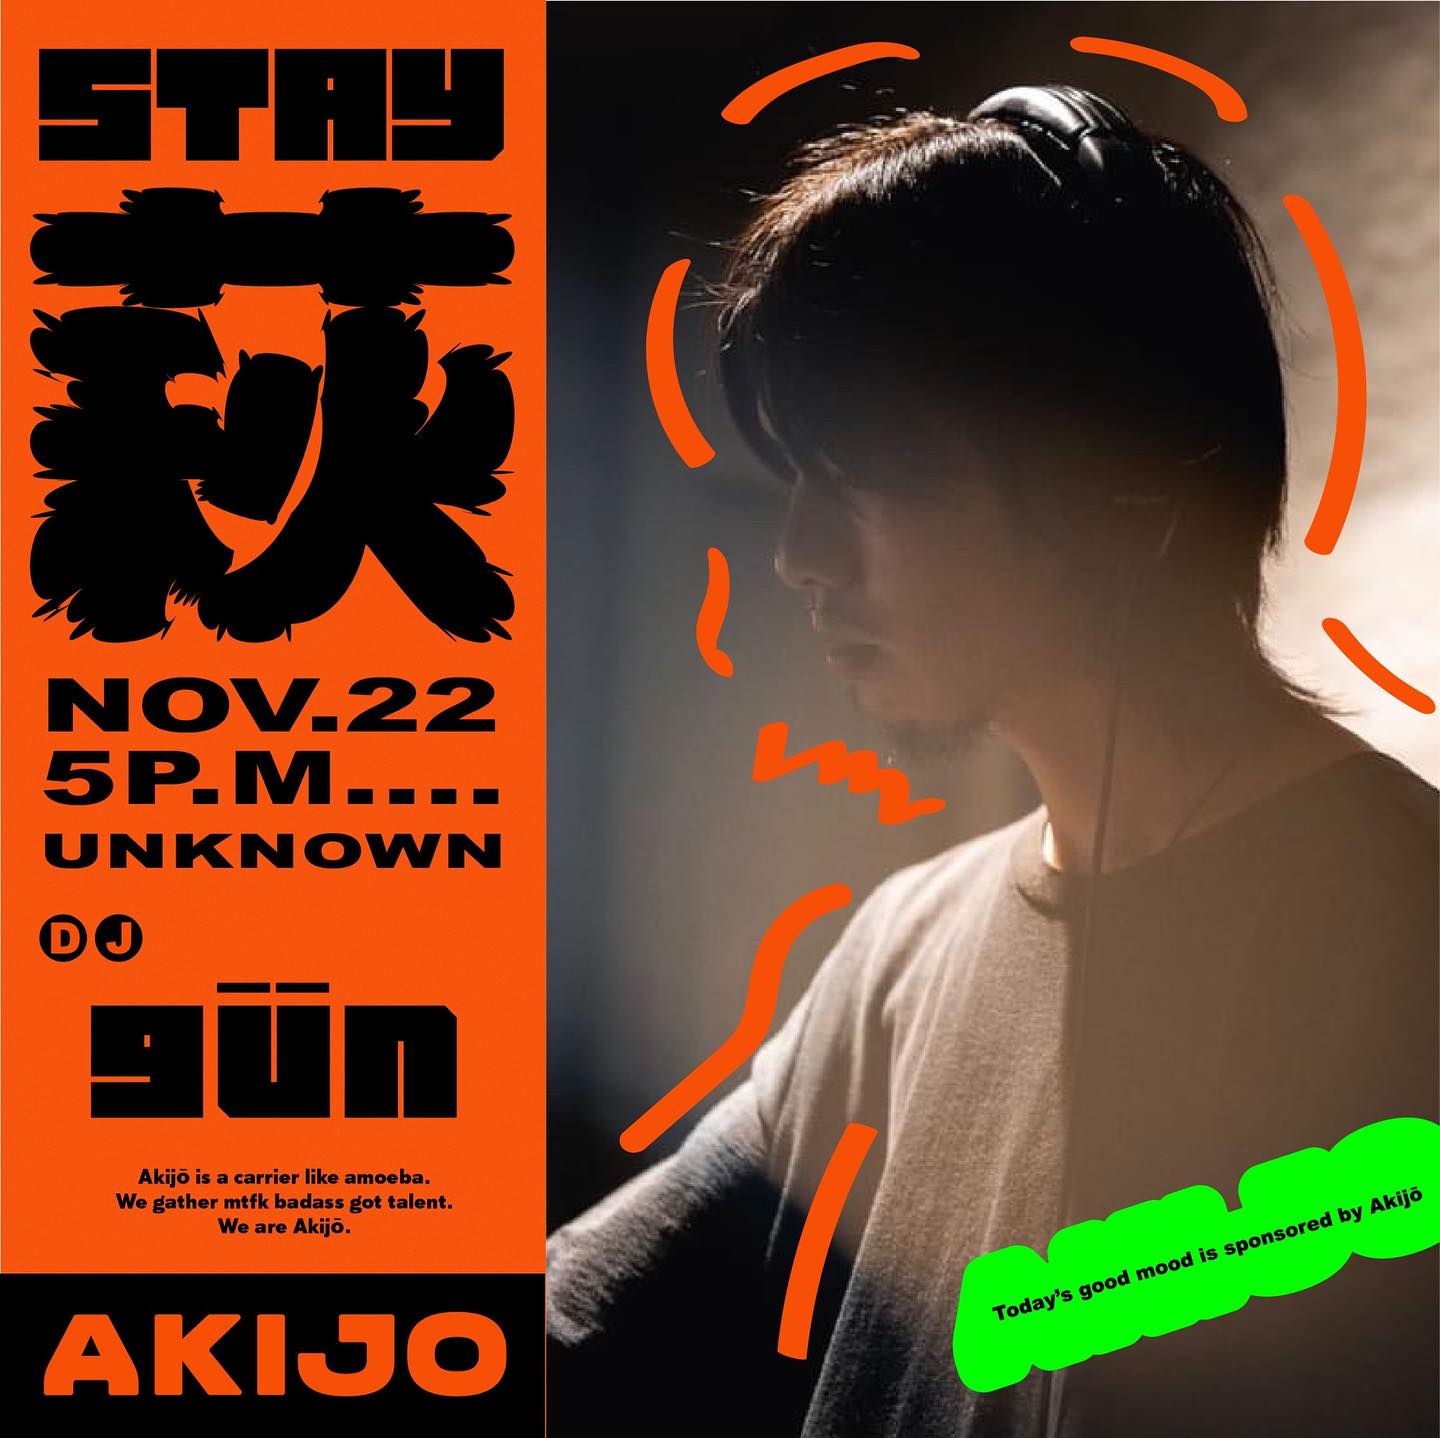 STAY
萩
NOV.22
5P.M....
UNKNOWN
DJ
gün
Akijō is a carrier like amoeba.
We gather mtfk badass got talent.
We are Akijō.
AKIJO
Today's good mood is sponsored by Akijō